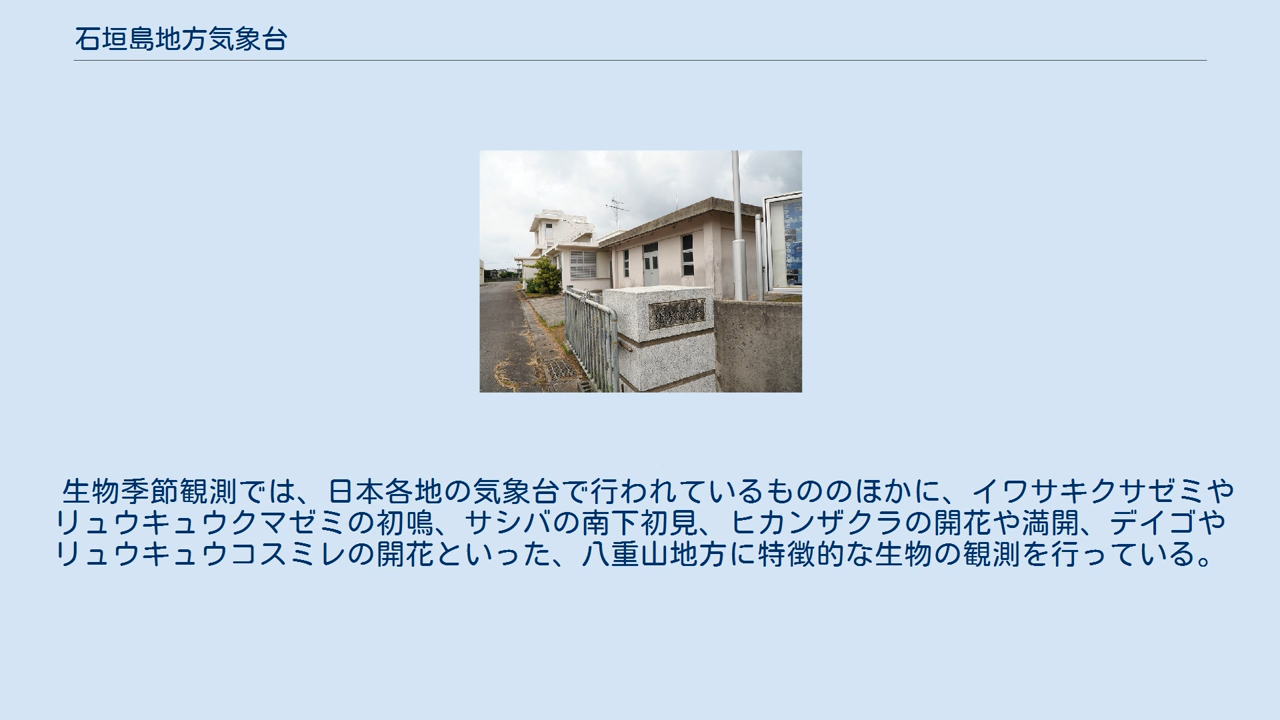 石垣島地方気象台
生物季節観測では、日本各地の気象台で行われているもののほかに、イワサキクサゼミや
リュウキュウクマゼミの初鳴、サシバの南下初見、ヒカンザクラの開花や満開、デイゴや
リュウキュウコスミレの開花といった、八重山地方に特徴的な生物の観測を行っている。